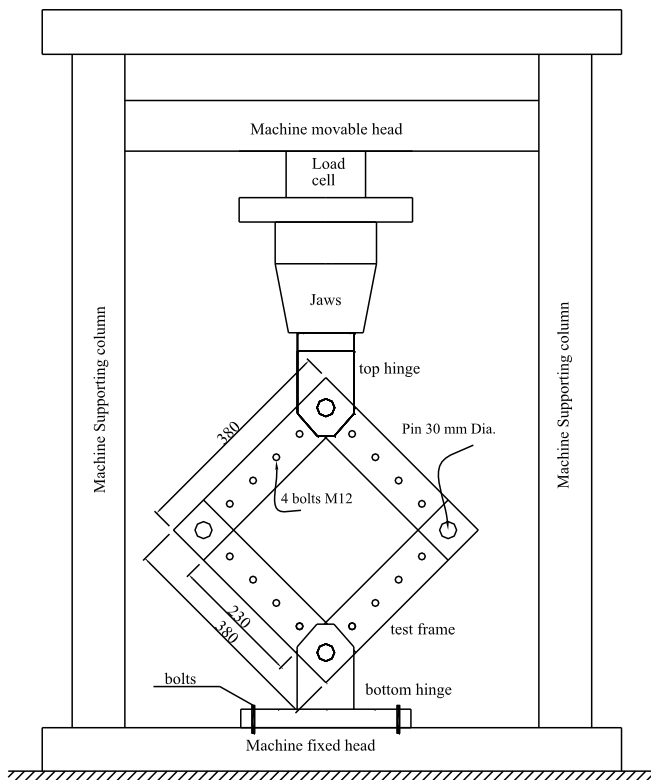 Machine movable head
Load
cell
Jaws
Machine Supporting column
Machine Supporting column
top hinge
380
Pin 30 mm Dia.
4 bolts M12
230
380
test frame
bolts
bottom hinge
Machine fixed head